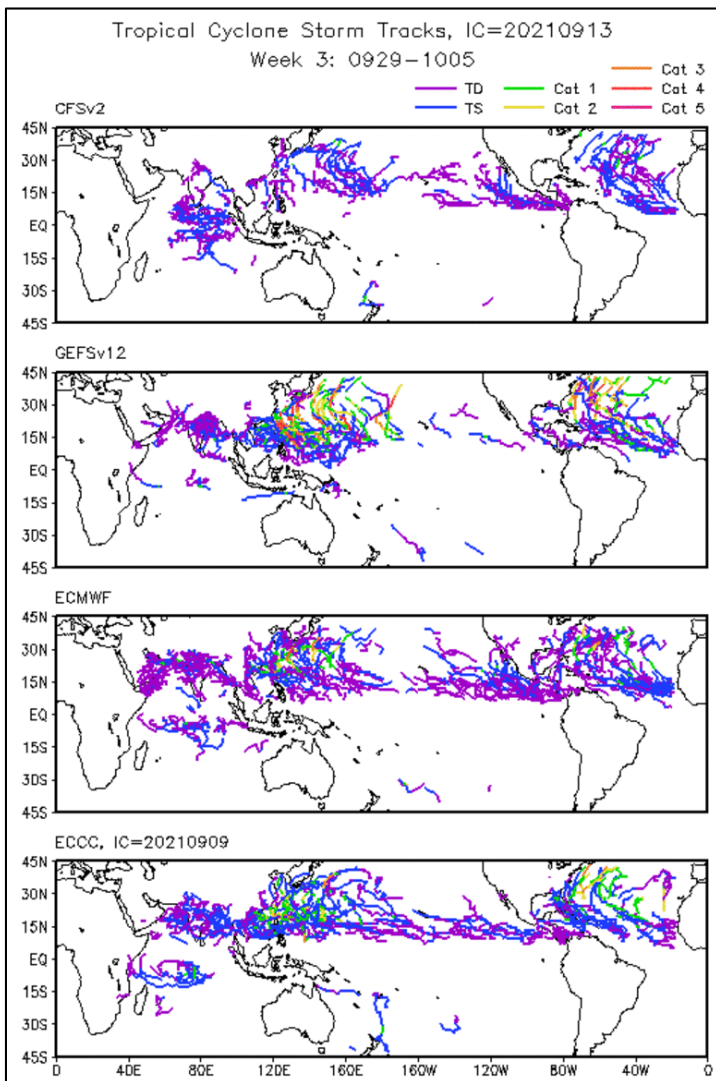 Tropical Cyclone Storm Tracks, IC=20210913
Week 3: 0929-1005
Cat 3
TD Cat 1 Cat 4
TS Cat 2 Cat 5
CFSv2
45N
30N
15N
EQ
15S
30S
45S
GEFSv12
45N
30N
15N
EQ
15S
30S
45S
ECMWF
45N
30N
15N
EQ
15S
30S
45S
ECCC, IC=20210909
45N
30N
15N
EQ
15S
30S
45S
0 40E 80E 120E 160E 160W 120W 80W 40W 0